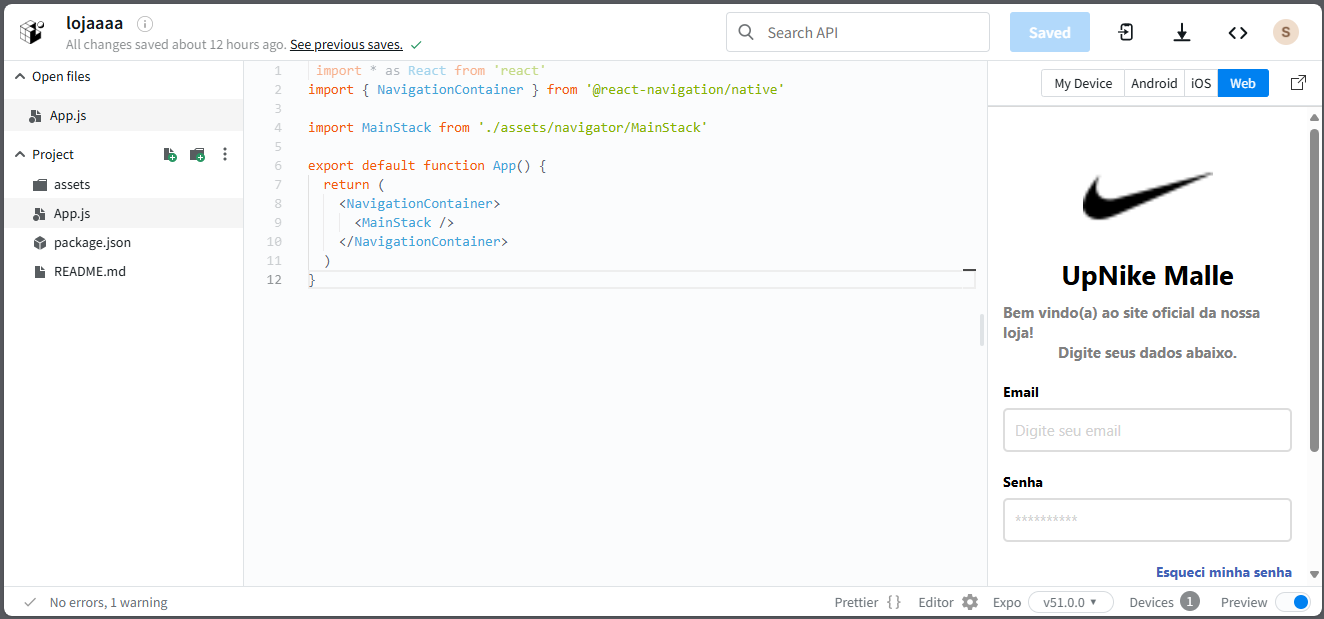 lojaaaa
All changes saved about 12 hours ago. See previous saves.
Search API
Saved
S
Open files
App.js
Project
assets
App.js
package.json
README.md
1 import * as React from 'react'
2 import { NavigationContainer } from '@react-navigation/native'
3
4 import MainStack from './assets/navigator/MainStack'
5
6 export default function App() {
7 return (
8 <NavigationContainer>
9 <MainStack />
10 </NavigationContainer>
11 )
12 }
My Device Android iOS Web
UpNike Malle
Bem vindo(a) ao site oficial da nossa
loja!
Digite seus dados abaixo.
Email
Digite seu email
Senha
**********
Esqueci minha senha
No errors, 1 warning
Prettier { } Editor Expo v51.0.0 Devices 1 Preview